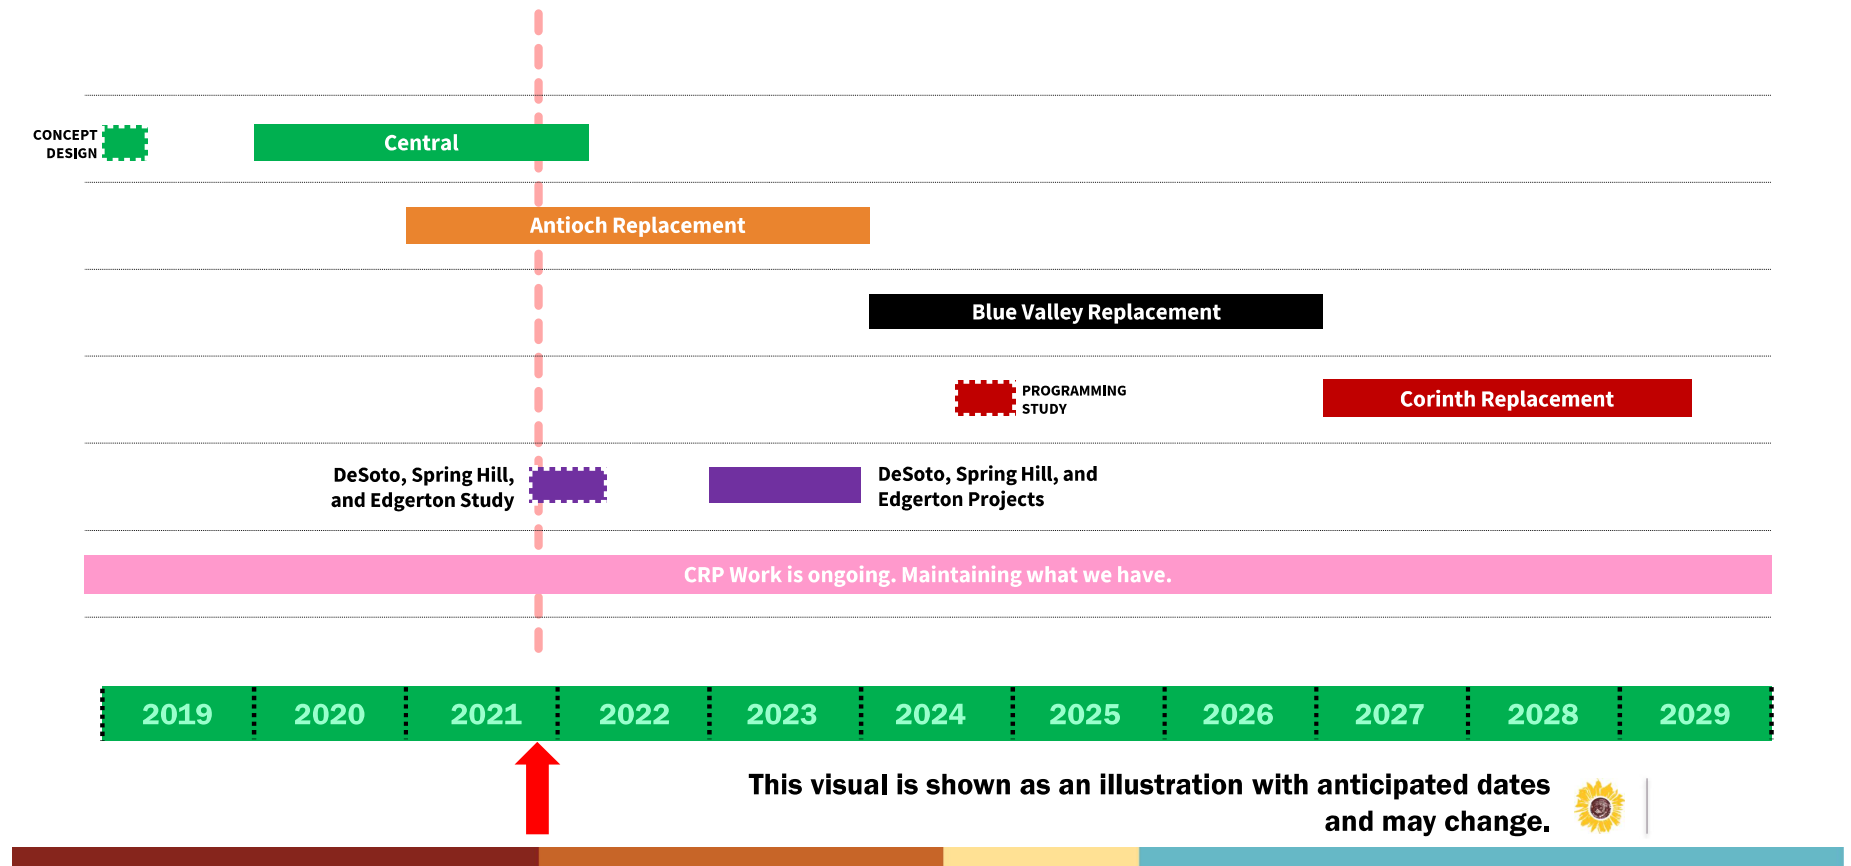 CONCEPT
DESIGN
Central
Antioch Replacement
Blue Valley Replacement
PROGRAMMING
STUDY
Corinth Replacement
DeSoto, Spring Hill,
and Edgerton Study
DeSoto, Spring Hill, and
Edgerton Projects
CRP Work is ongoing. Maintaining what we have.
2019 2020 2021 2022 2023 2024 2025 2026 2027 2028 2029
This visual is shown as an illustration with anticipated dates
and may change.